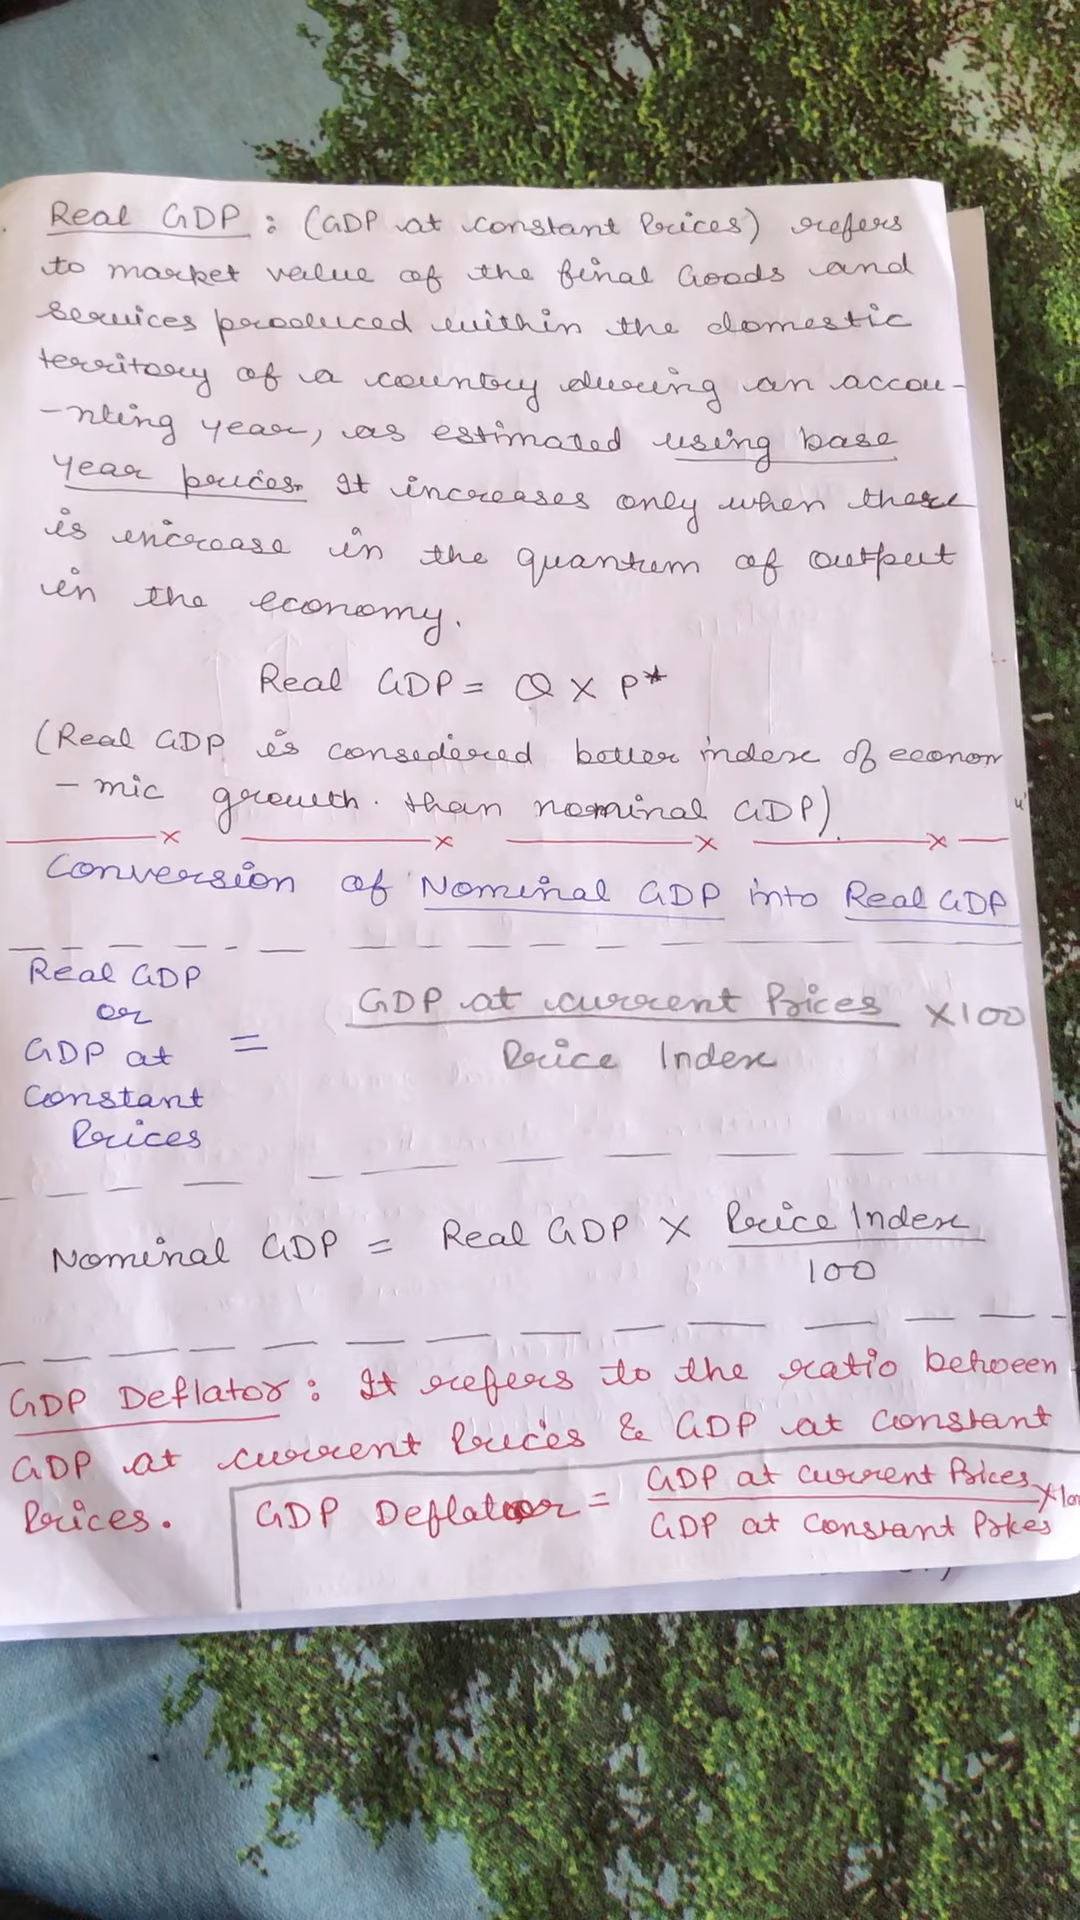 Real GDP : (GDP at constant Prices) refers
to market value of the final Goods and
services produced within the domestic
territory of a country during an accou-
-nting year, as estimated using base
year prices. It increases only when there
is increase in the quantum of output
in the economy.
Real GDP = Q X P*
(Real GDP is considered better index of econom
- mic growth. than nominal GDP).
Conversion of Nominal GDP into Real GDP
Real GDP
or
GDP at
Constant
Prices
=
GDP at current Prices
Price Index
X100
Nominal GDP = Real GDP X Price Index
100
GDP Deflator : It refers to the ratio between
GDP at current Prices & GDP at constant
Prices.
GDP Deflator = GDP at current Prices X100
GDP at constant Prices